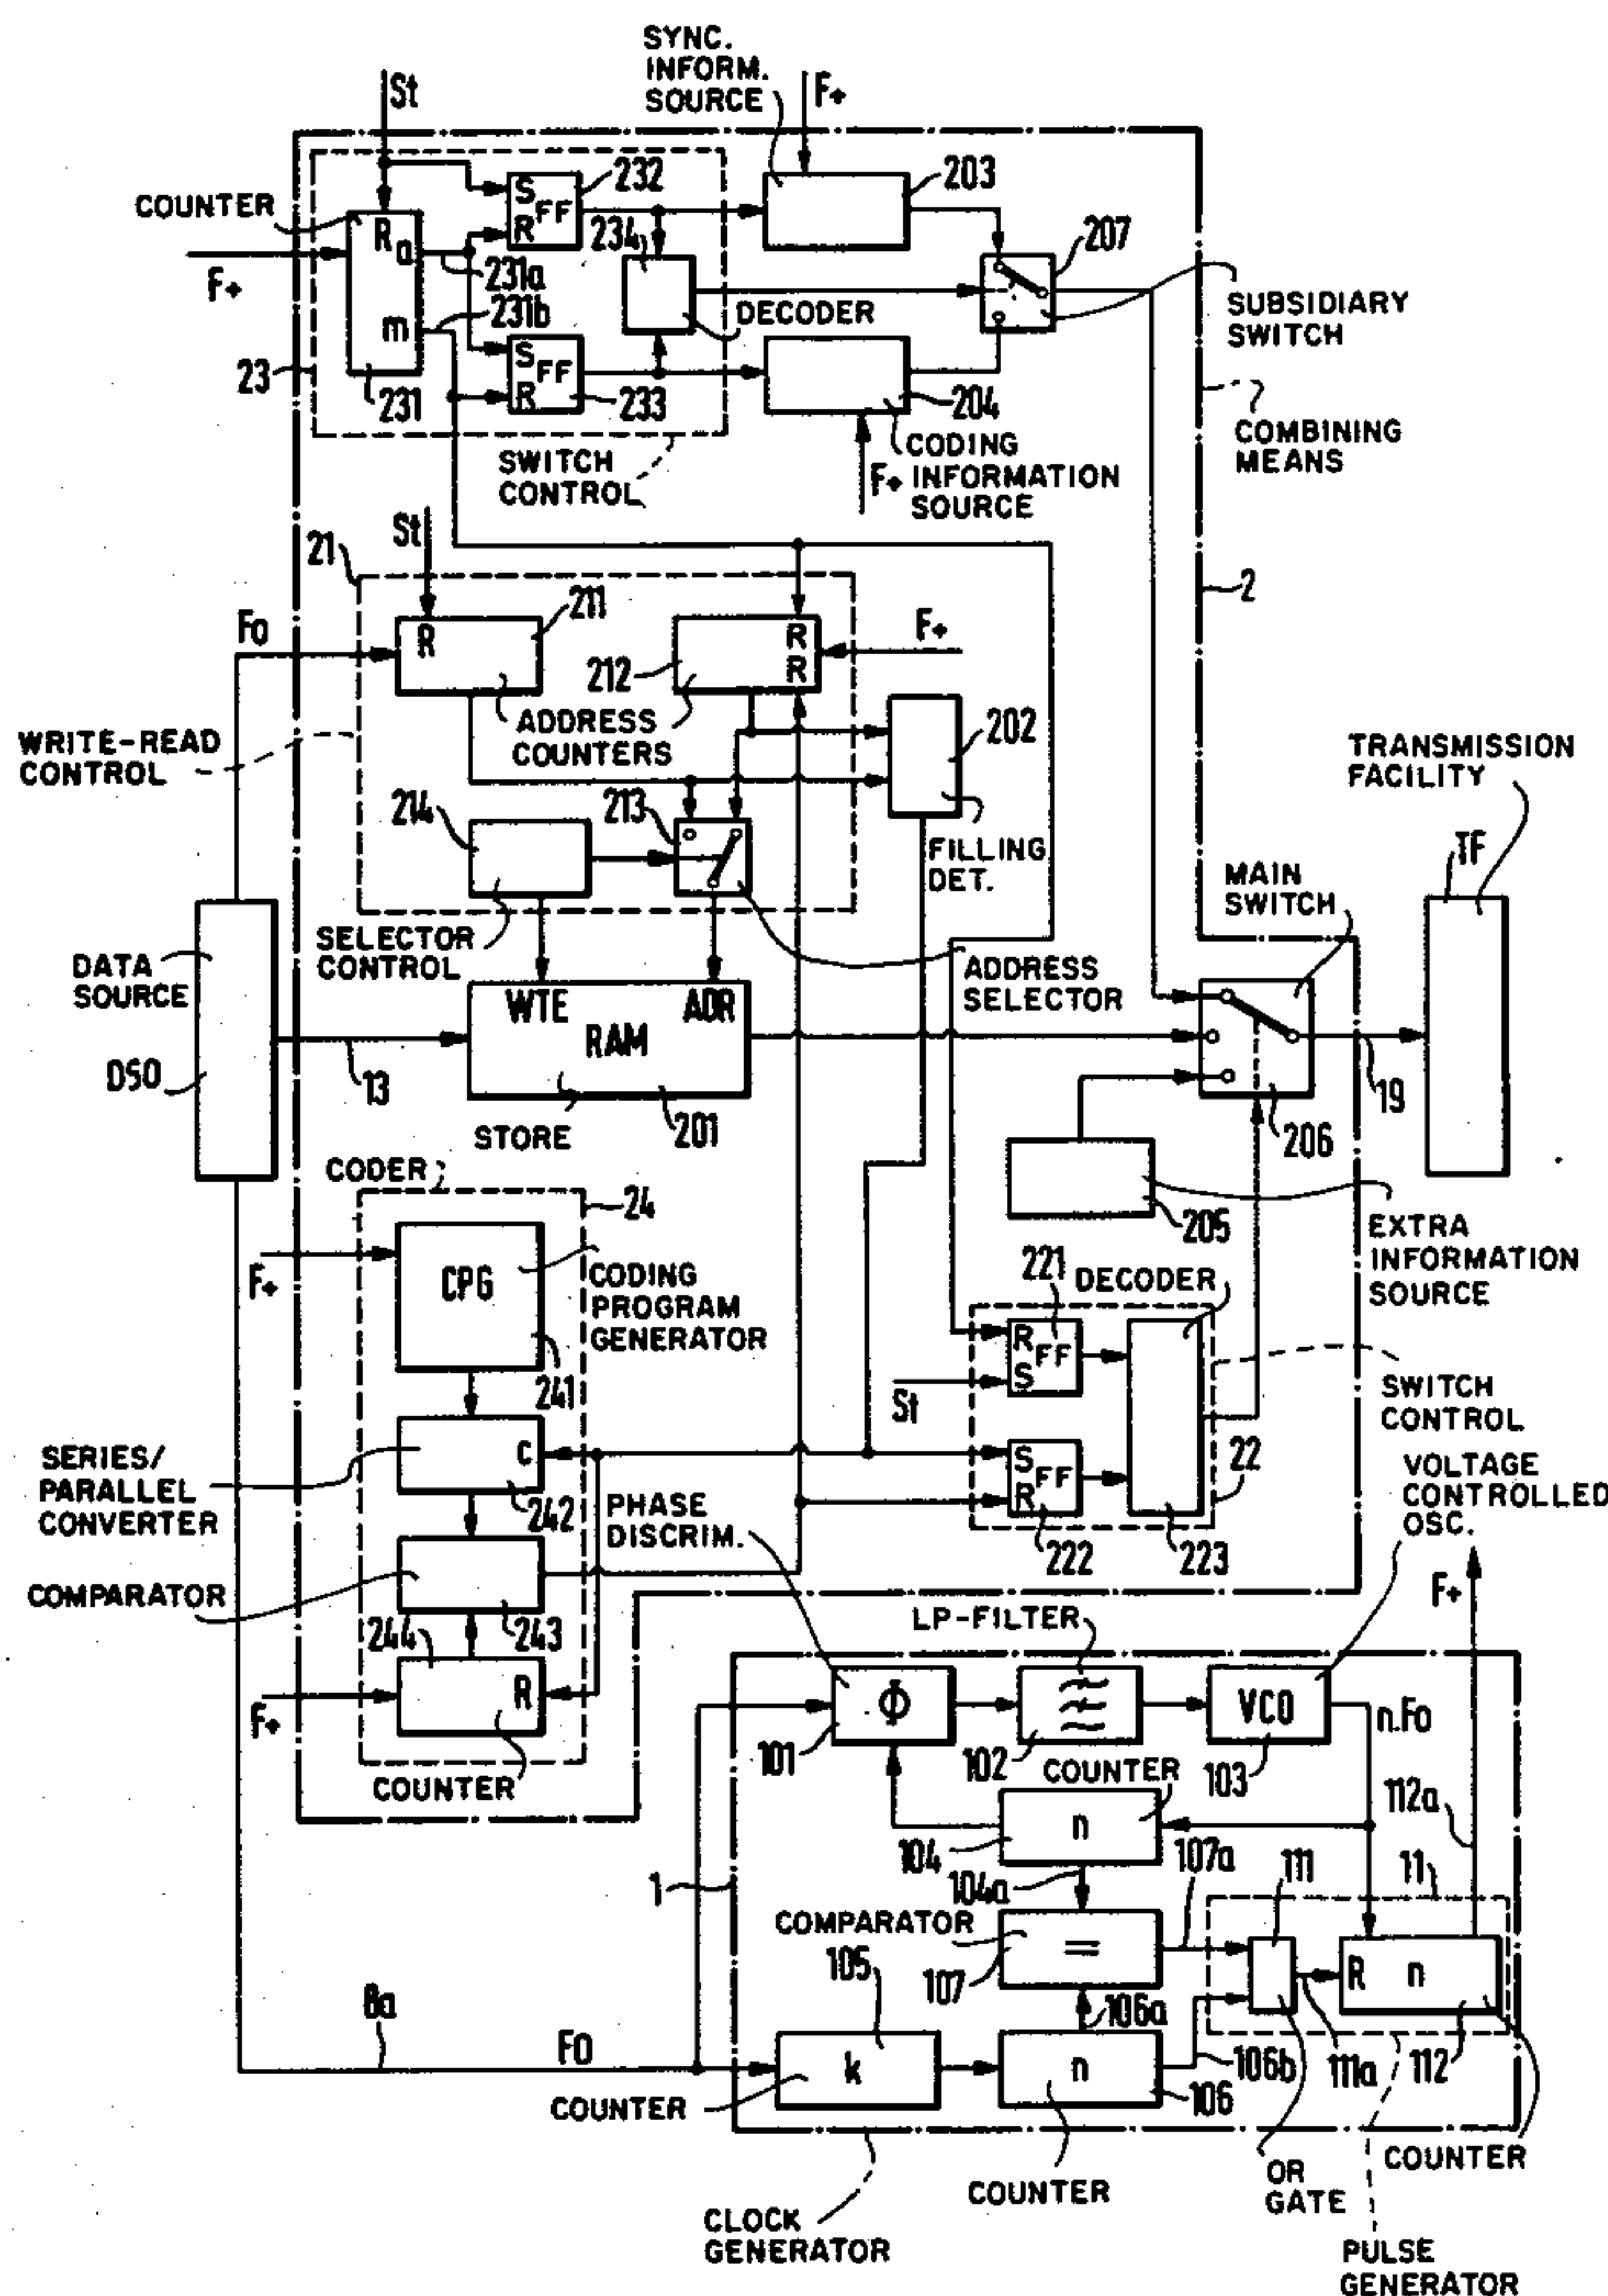 SYNC.
INFORM.
SOURCE
St
F+
COUNTER
R
a
m
S
R
FF
232
203
234
207
F+
231a
231b
DECODER
SUBSIDIARY
SWITCH
23
231
S
R
FF
233
204
CODING
INFORMATION
SOURCE
F+
COMBINING
MEANS
SWITCH
CONTROL
St
21
2
Fo
R
211
R
R
212
F+
ADDRESS
COUNTERS
202
WRITE-READ
CONTROL
TRANSMISSION
FACILITY
214
213
FILLING
DET.
TF
MAIN
SWITCH
SELECTOR
CONTROL
ADDRESS
SELECTOR
DATA
SOURCE
DSO
WTE
ADR
RAM
13
19
206
STORE
201
CODER
24
205
EXTRA
INFORMATION
SOURCE
F+
CPG
CODING
PROGRAM
GENERATOR
241
221
DECODER
R
S
FF
St
SWITCH
CONTROL
SERIES/
PARALLEL
CONVERTER
C
242
S
R
FF
22
PHASE
DISCRIM.
222
223
VOLTAGE
CONTROLLED
OSC.
COMPARATOR
243
244
LP-FILTER
F+
F+
R
COUNTER
Φ
101
102
VCO
103
n.Fo
COUNTER
n
104
104a
112a
107a
111
11
1
COMPARATOR
=
107
105
R
n
8a
FO
k
106a
n
106b
111a
112
COUNTER
106
COUNTER
COUNTER
OR
GATE
CLOCK
GENERATOR
PULSE
GENERATOR